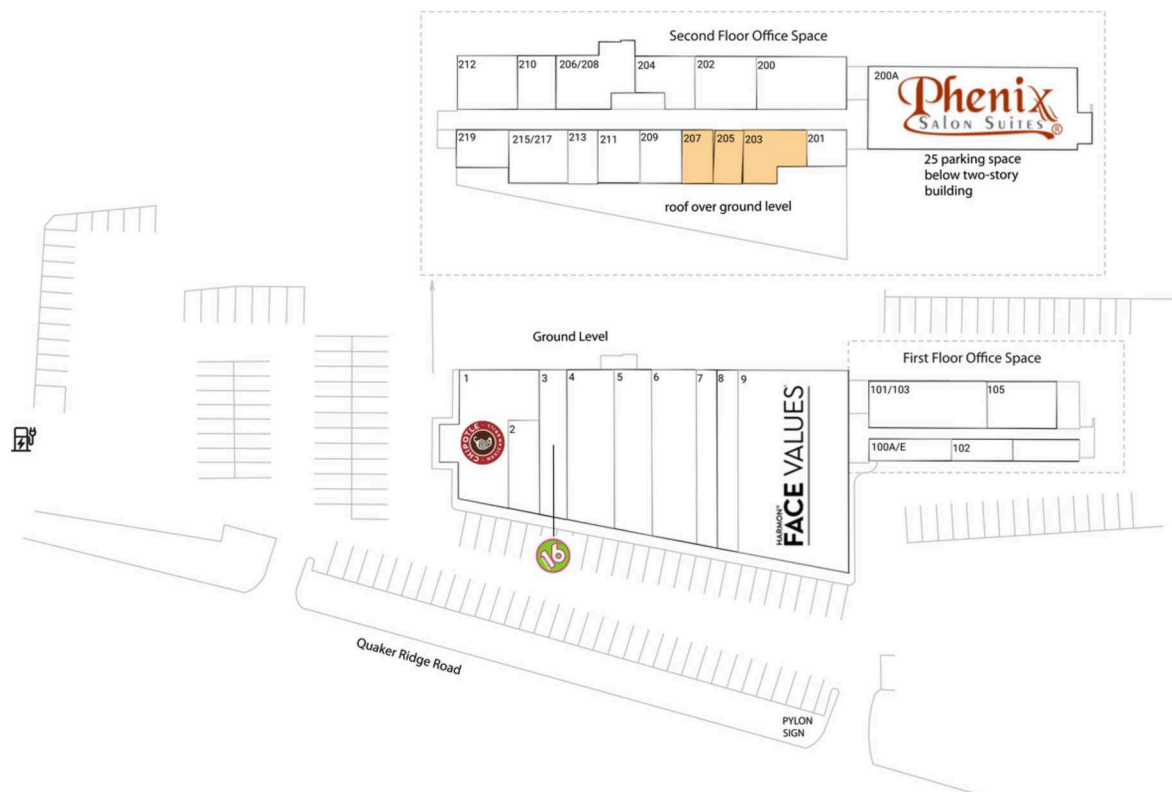 Second Floor Office Space
212
210
206/208
204
202
200
200A
Phenix
SALON SUITES®
219
215/217
213
211
209
207
205
203
201
25 parking space
below two-story
building
roof over ground level
Ground Level
First Floor Office Space
1
2
3
4
5
6
7
8
9
CHIPOTLE
MEXICAN GRILL
HARMON®
FACE VALUES®
101/103
105
100A/E
102
16
Quaker Ridge Road
PYLON
SIGN